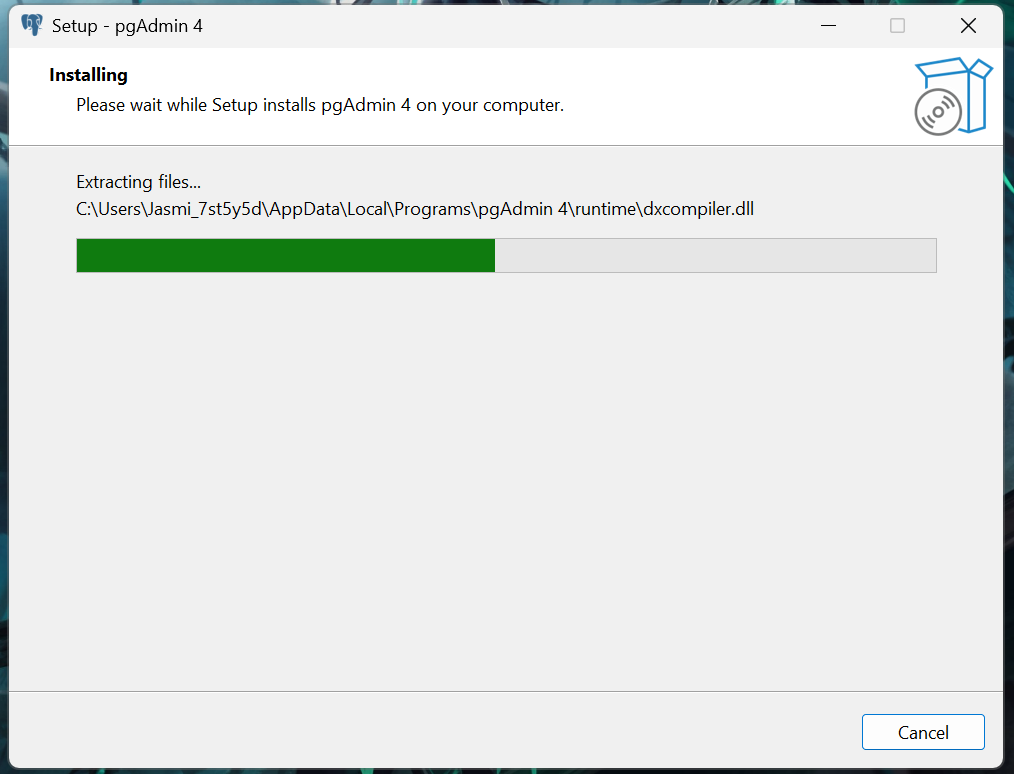 Setup - pgAdmin 4
Installing
Please wait while Setup installs pgAdmin 4 on your computer.
Extracting files...
C:\Users\Jasmi_7st5y5d\AppData\Local\Programs\pgAdmin 4\runtime\dxcompiler.dll
Cancel